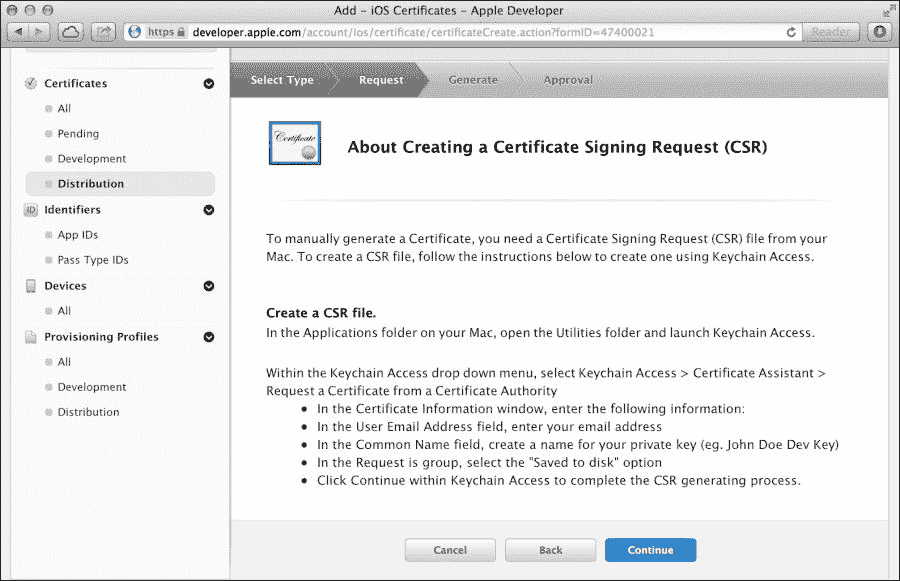 Add – iOS Certificates – Apple Developer
https developer.apple.com/account/ios/certificate/certificateCreate.action?formID=47400021
Reader
Certificates
All
Pending
Development
Distribution
ID Identifiers
App IDs
Pass Type IDs
Devices
All
Provisioning Profiles
All
Development
Distribution
Select Type Request Generate Approval
Certificate
About Creating a Certificate Signing Request (CSR)
To manually generate a Certificate, you need a Certificate Signing Request (CSR) file from your
Mac. To create a CSR file, follow the instructions below to create one using Keychain Access.
Create a CSR file.
In the Applications folder on your Mac, open the Utilities folder and launch Keychain Access.
Within the Keychain Access drop down menu, select Keychain Access > Certificate Assistant >
Request a Certificate from a Certificate Authority
• In the Certificate Information window, enter the following information:
• In the User Email Address field, enter your email address
• In the Common Name field, create a name for your private key (eg. John Doe Dev Key)
• In the Request is group, select the "Saved to disk" option
• Click Continue within Keychain Access to complete the CSR generating process.
Cancel Back Continue